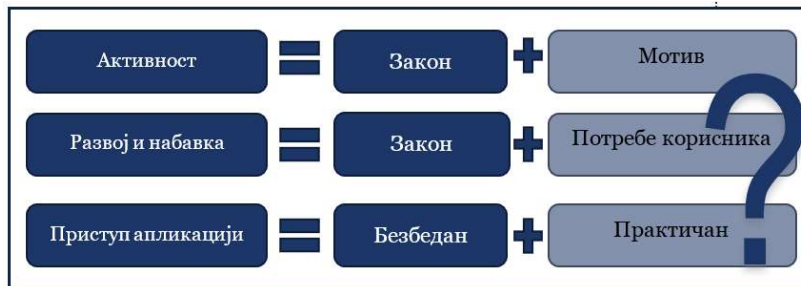 Активност = Закон + Мотив
Развој и набавка = Закон + Потребе корисника
Приступ апликацији = Безбедан + Практичан
?